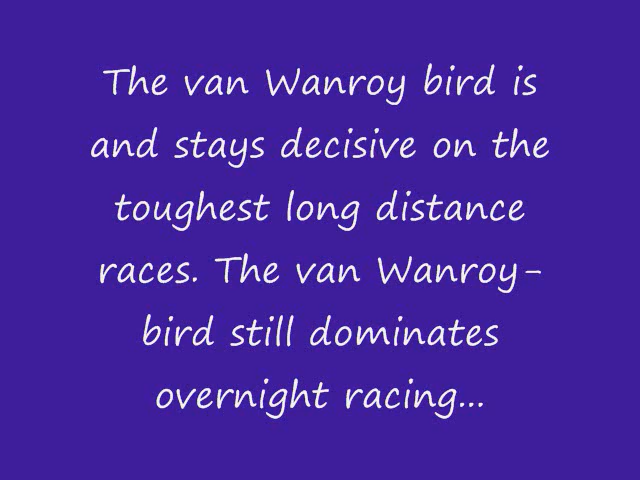 The van Wanroy bird is
and stays decisive on the
toughest long distance
races. The van Wanroy-
bird still dominates
overnight racing...